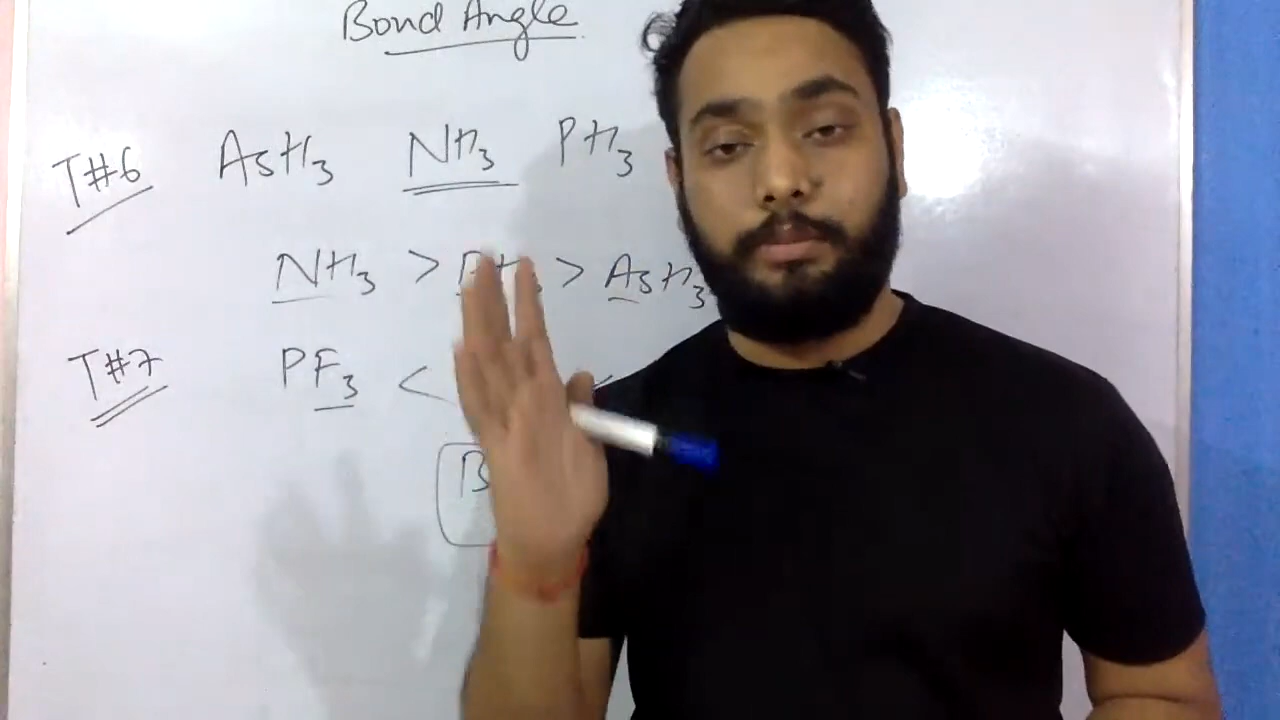 Bond Angle
T#6 AsH3 NH3 PH3
NH3 > > AsH3
T#7 PF3 < <
B